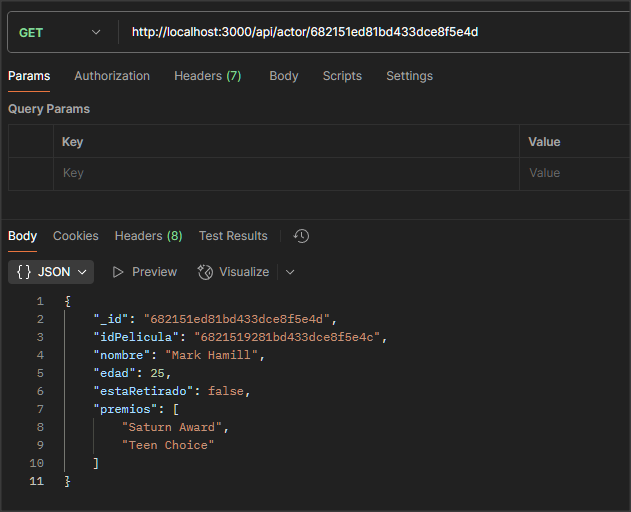 GET http://localhost:3000/api/actor/682151ed81bd433dce8f5e4d
Params Authorization Headers (7) Body Scripts Settings
Query Params
Key Value
Key Value
Body Cookies Headers (8) Test Results
{} JSON Preview Visualize
1 {
2 "_id": "682151ed81bd433dce8f5e4d",
3 "idPelicula": "6821519281bd433dce8f5e4c",
4 "nombre": "Mark Hamill",
5 "edad": 25,
6 "estaRetirado": false,
7 "premios": [
8 "Saturn Award",
9 "Teen Choice"
10 ]
11 }